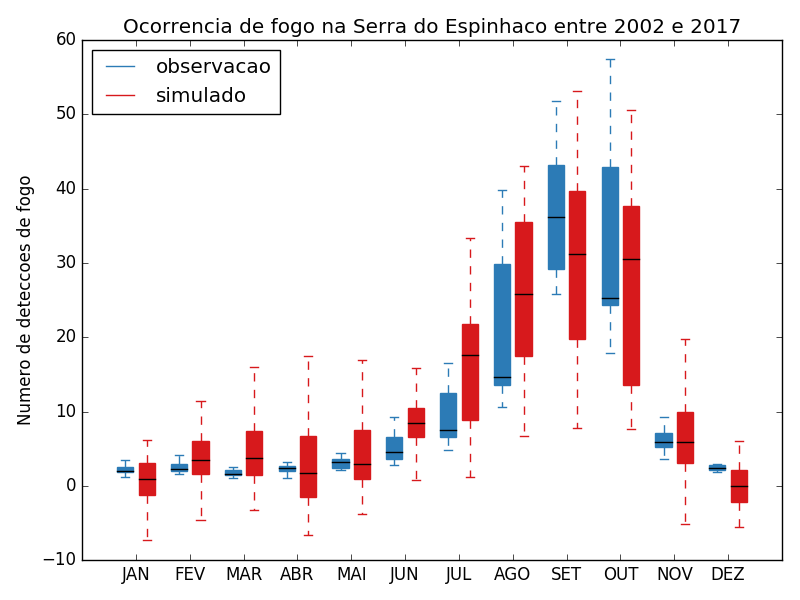 Ocorrencia de fogo na Serra do Espinhaco entre 2002 e 2017
observacao
simulado
Numero de deteccoes de fogo
60
50
40
30
20
10
0
−10
JAN FEV MAR ABR MAI JUN JUL AGO SET OUT NOV DEZ